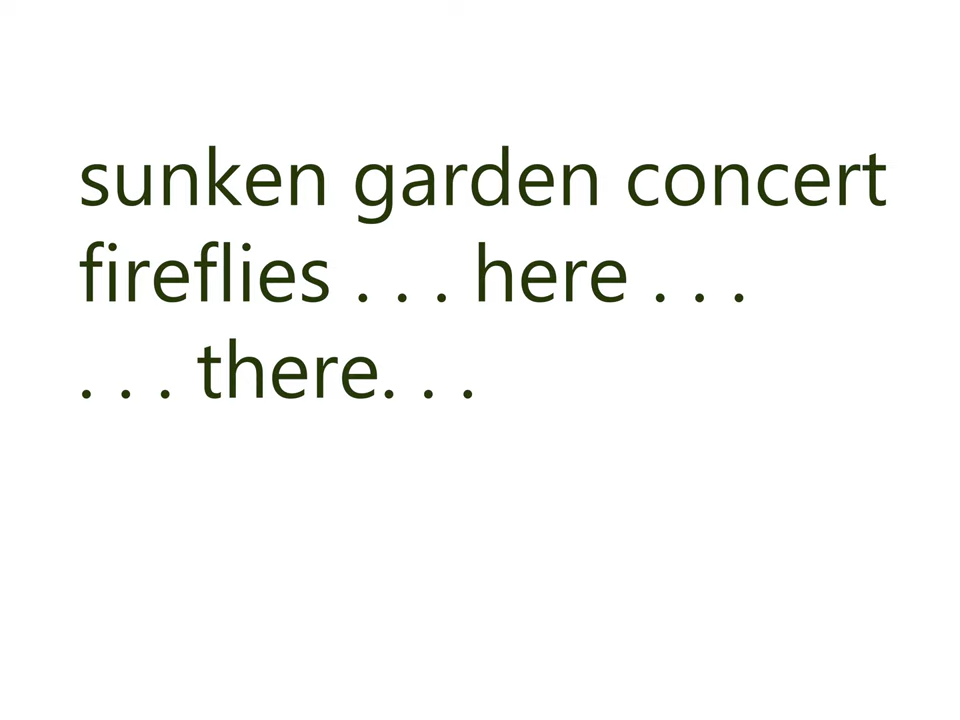 sunken garden concert
fireflies . . . here . . .
. . . there. . .